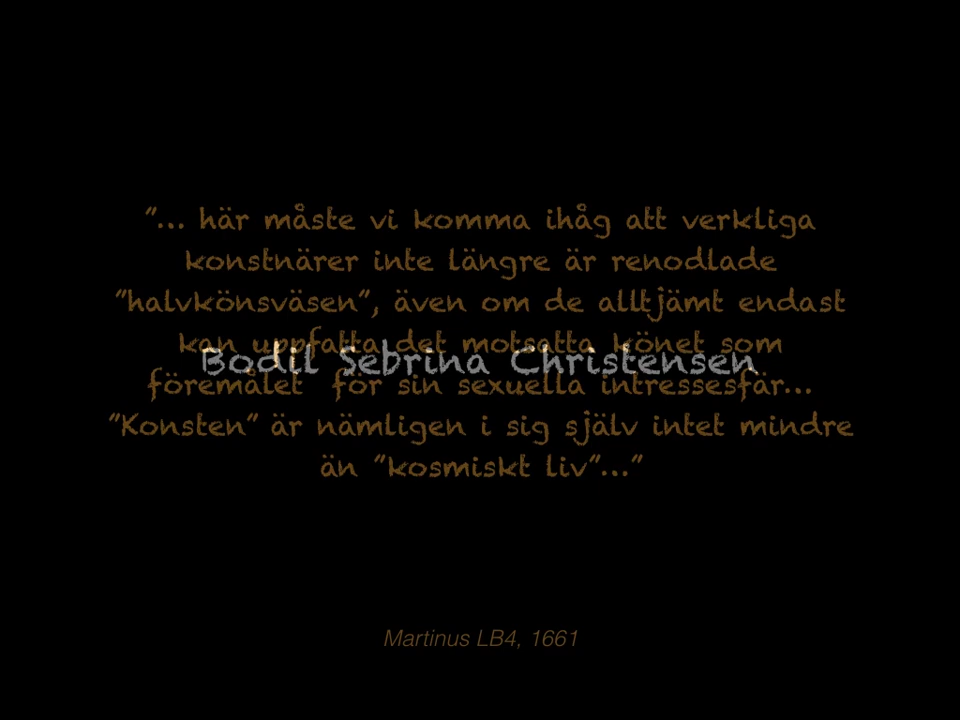 "... här måste vi komma ihåg att verkliga
konstnärer inte längre är renodlade
"halvkönsväsen", även om de alltjämt endast
kan uppfatta det motsatta könet som
Bodil Sebrina Christensen
föremålet för sin sexuella intressesfär...
"Konsten" är nämligen i sig själv intet mindre
än "kosmiskt liv"..."
Martinus LB4, 1661